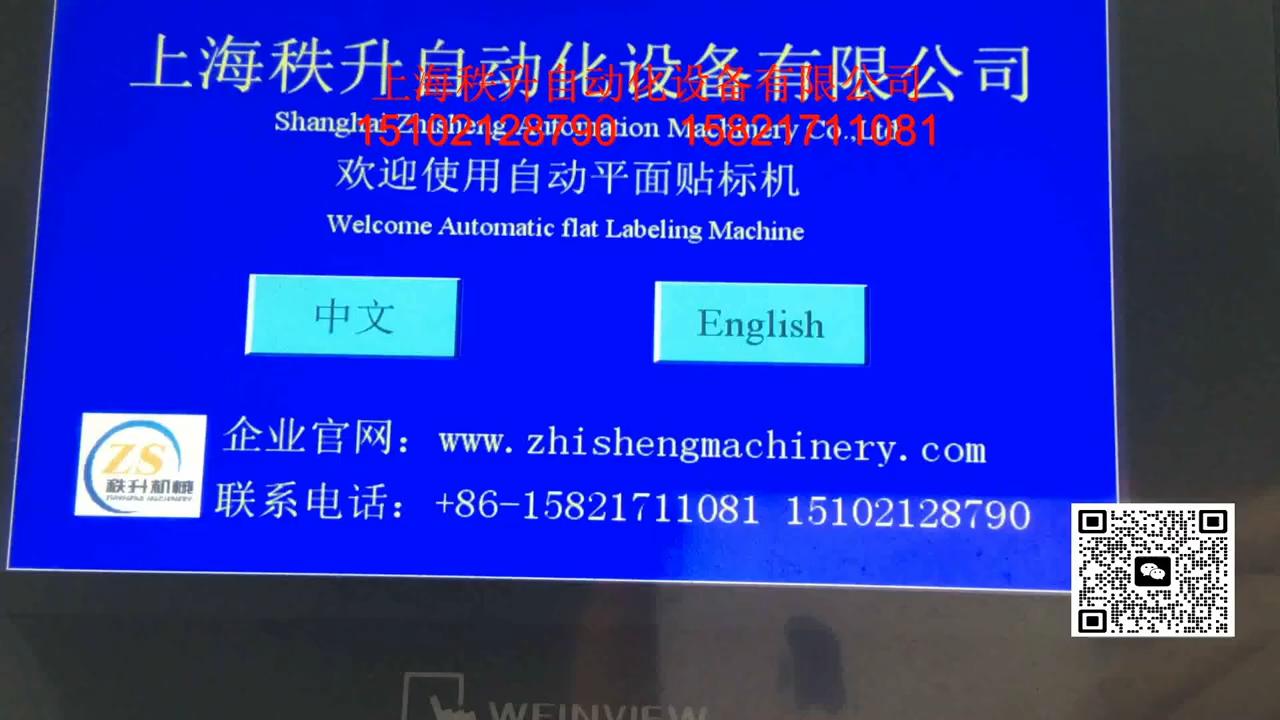 上海秩升自动化设备有限公司
上海秩升自动化设备有限公司
Shanghai Zhisheng Automation Machinery Co.,Ltd
15102128790 15821711081
欢迎使用自动平面贴标机
Welcome Automatic flat Labeling Machine
中文 English
企业官网：www.zhishengmachinery.com
ZS
秩升机械
联系电话：+86-15821711081 15102128790
WEINVIEW